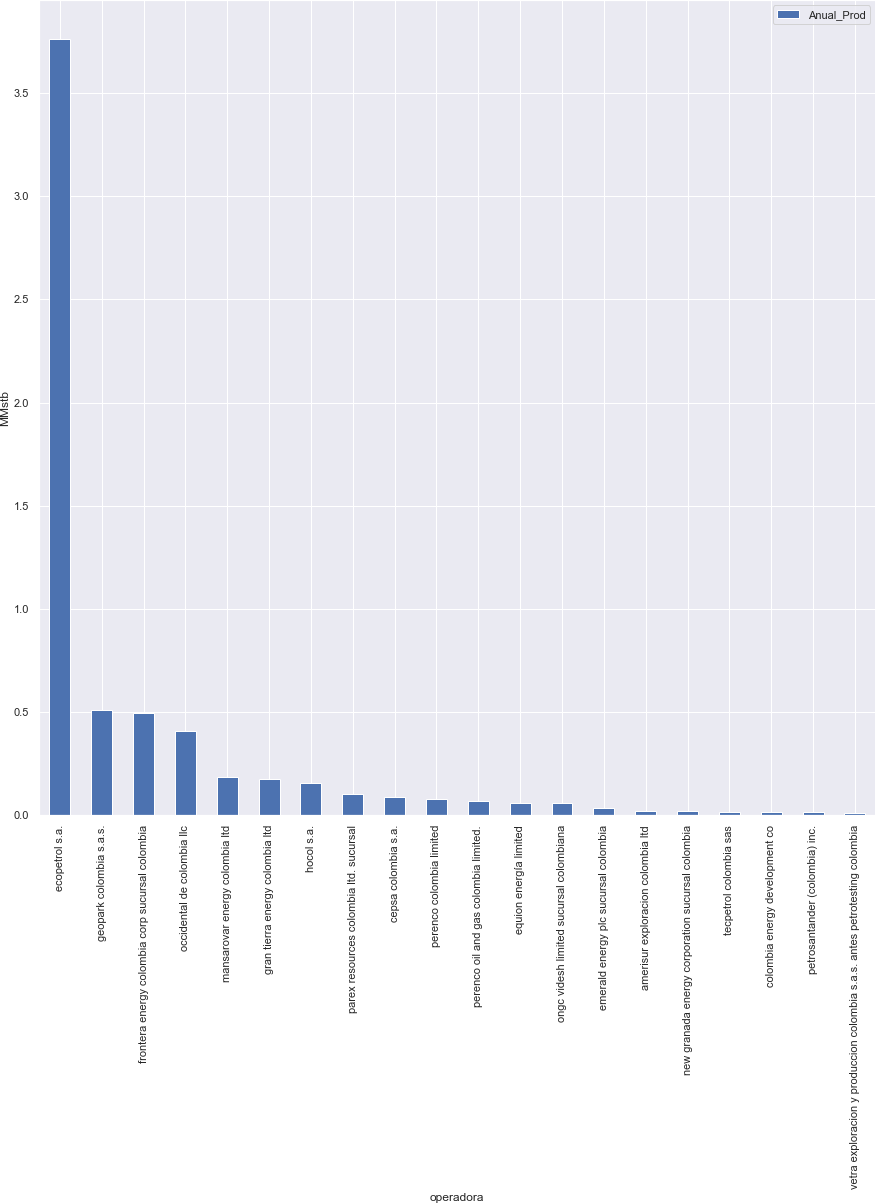 Anual_Prod
3.5
3.0
2.5
2.0
MMstb
1.5
1.0
0.5
0.0
ecopetrol s.a.
geopark colombia s.a.s.
frontera energy colombia corp sucursal colombia
occidental de colombia llc
mansarovar energy colombia ltd
gran tierra energy colombia ltd
hocol s.a.
parex resources colombia ltd. sucursal
cepsa colombia s.a.
perenco colombia limited
perenco oil and gas colombia limited.
equion energía limited
ongc videsh limited sucursal colombiana
emerald energy plc sucursal colombia
amerisur exploracion colombia ltd
new granada energy corporation sucursal colombia
tecpetrol colombia sas
colombia energy development co
petrosantander (colombia) inc.
vetra exploracion y produccion colombia s.a.s. antes petrotesting colombia
operadora